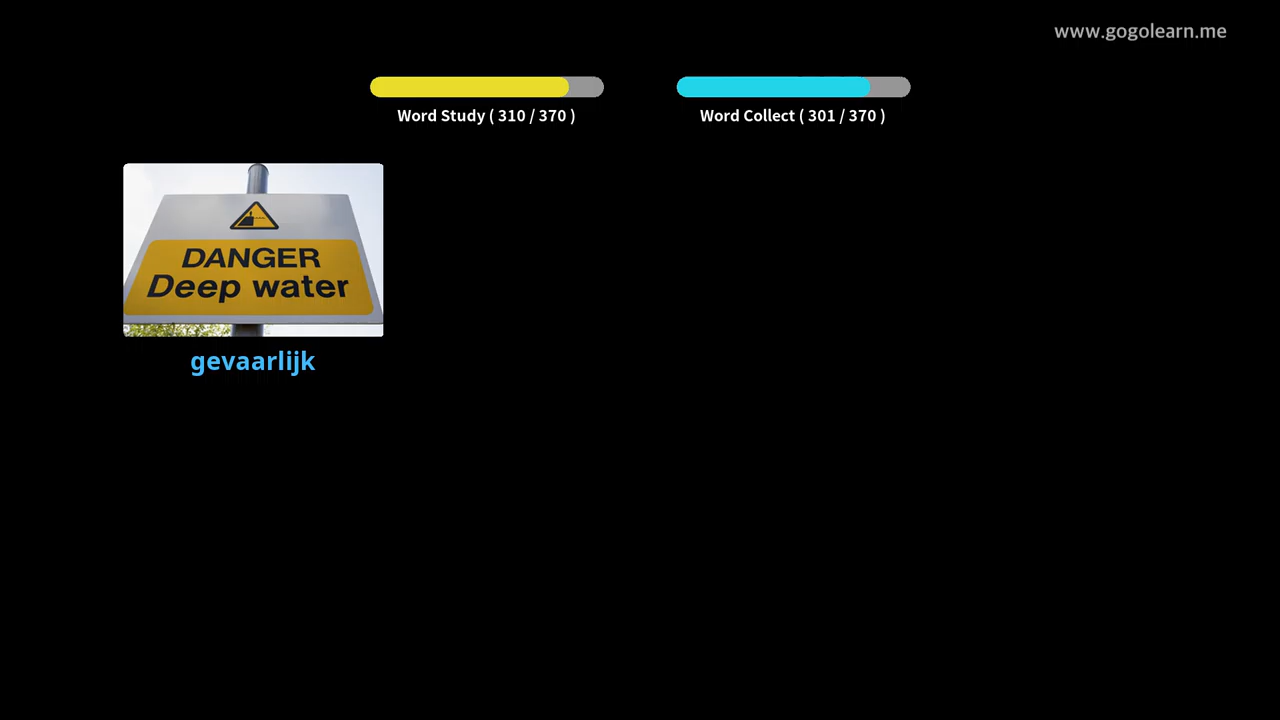 www.gogolearn.me
Word Study ( 310 / 370 )
Word Collect ( 301 / 370 )
DANGER
Deep water
gevaarlijk